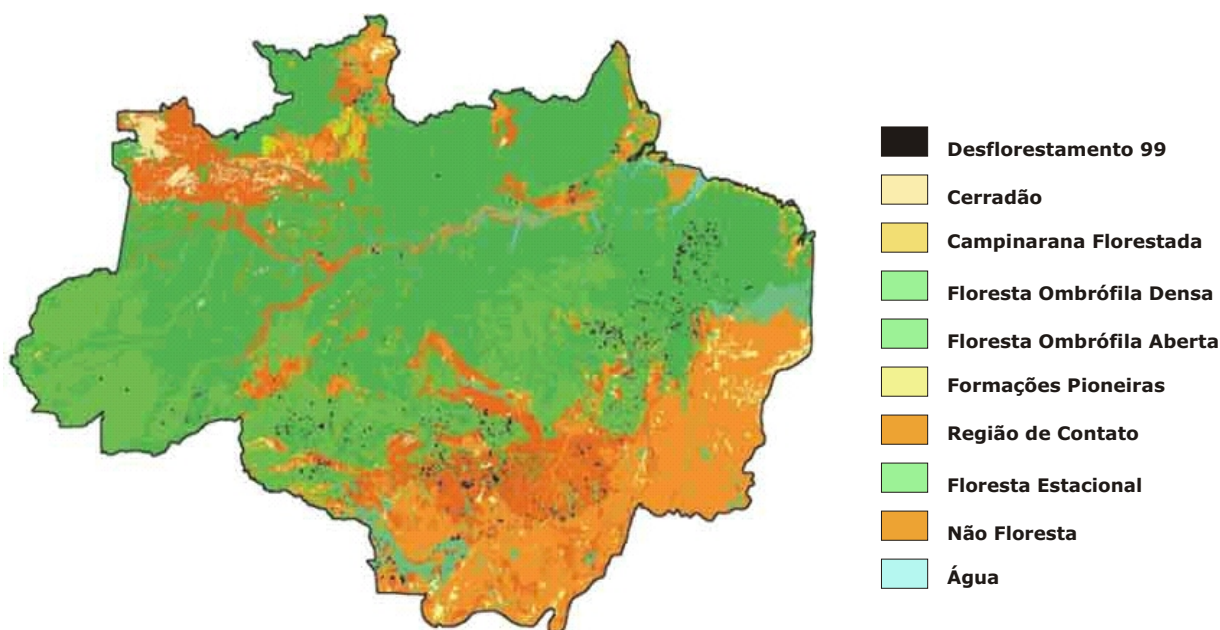 Desflorestamento 99
Cerradão
Campinarana Florestada
Floresta Ombrófila Densa
Floresta Ombrófila Aberta
Formações Pioneiras
Região de Contato
Floresta Estacional
Não Floresta
Água